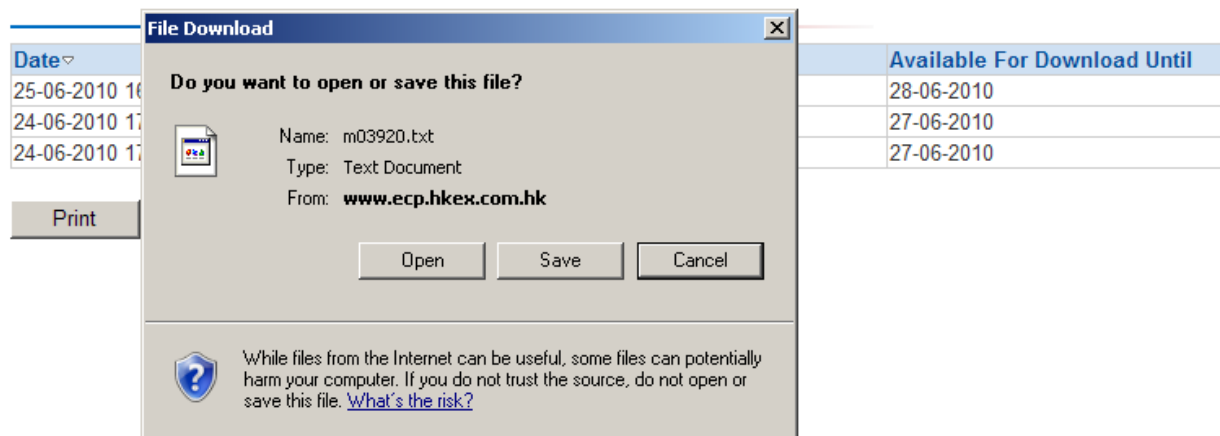 File Download
Date Available For Download Until
Do you want to open or save this file?
25-06-2010 28-06-2010
24-06-2010 27-06-2010
Name: m03920.txt
24-06-2010 27-06-2010
Type: Text Document
From: www.ecp.hkex.com.hk
Print
Open Save Cancel
While files from the Internet can be useful, some files can potentially
harm your computer. If you do not trust the source, do not open or
save this file. What's the risk?